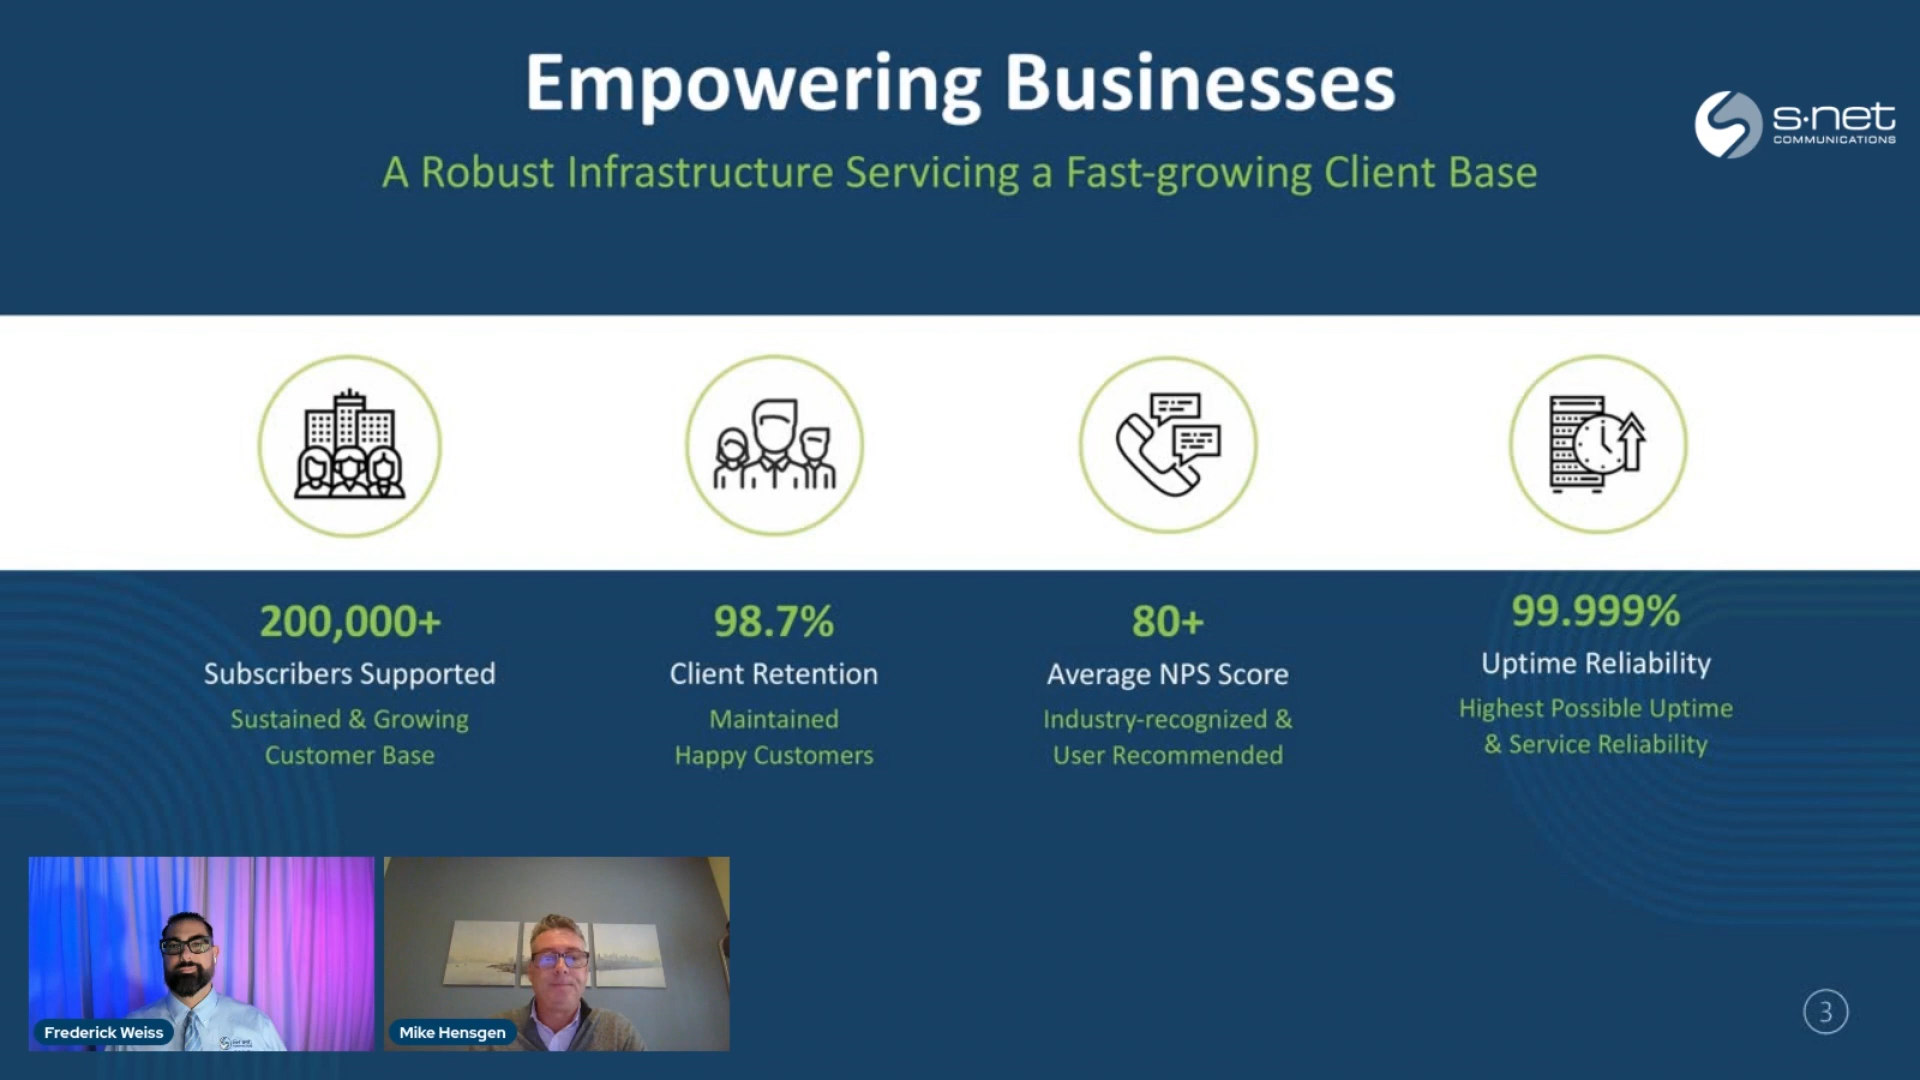 Empowering Businesses
A Robust Infrastructure Servicing a Fast-growing Client Base
s·net
COMMUNICATIONS
200,000+
Subscribers Supported
Sustained & Growing
Customer Base
98.7%
Client Retention
Maintained
Happy Customers
80+
Average NPS Score
Industry-recognized &
User Recommended
99.999%
Uptime Reliability
Highest Possible Uptime
& Service Reliability
Frederick Weiss
Mike Hensgen
3